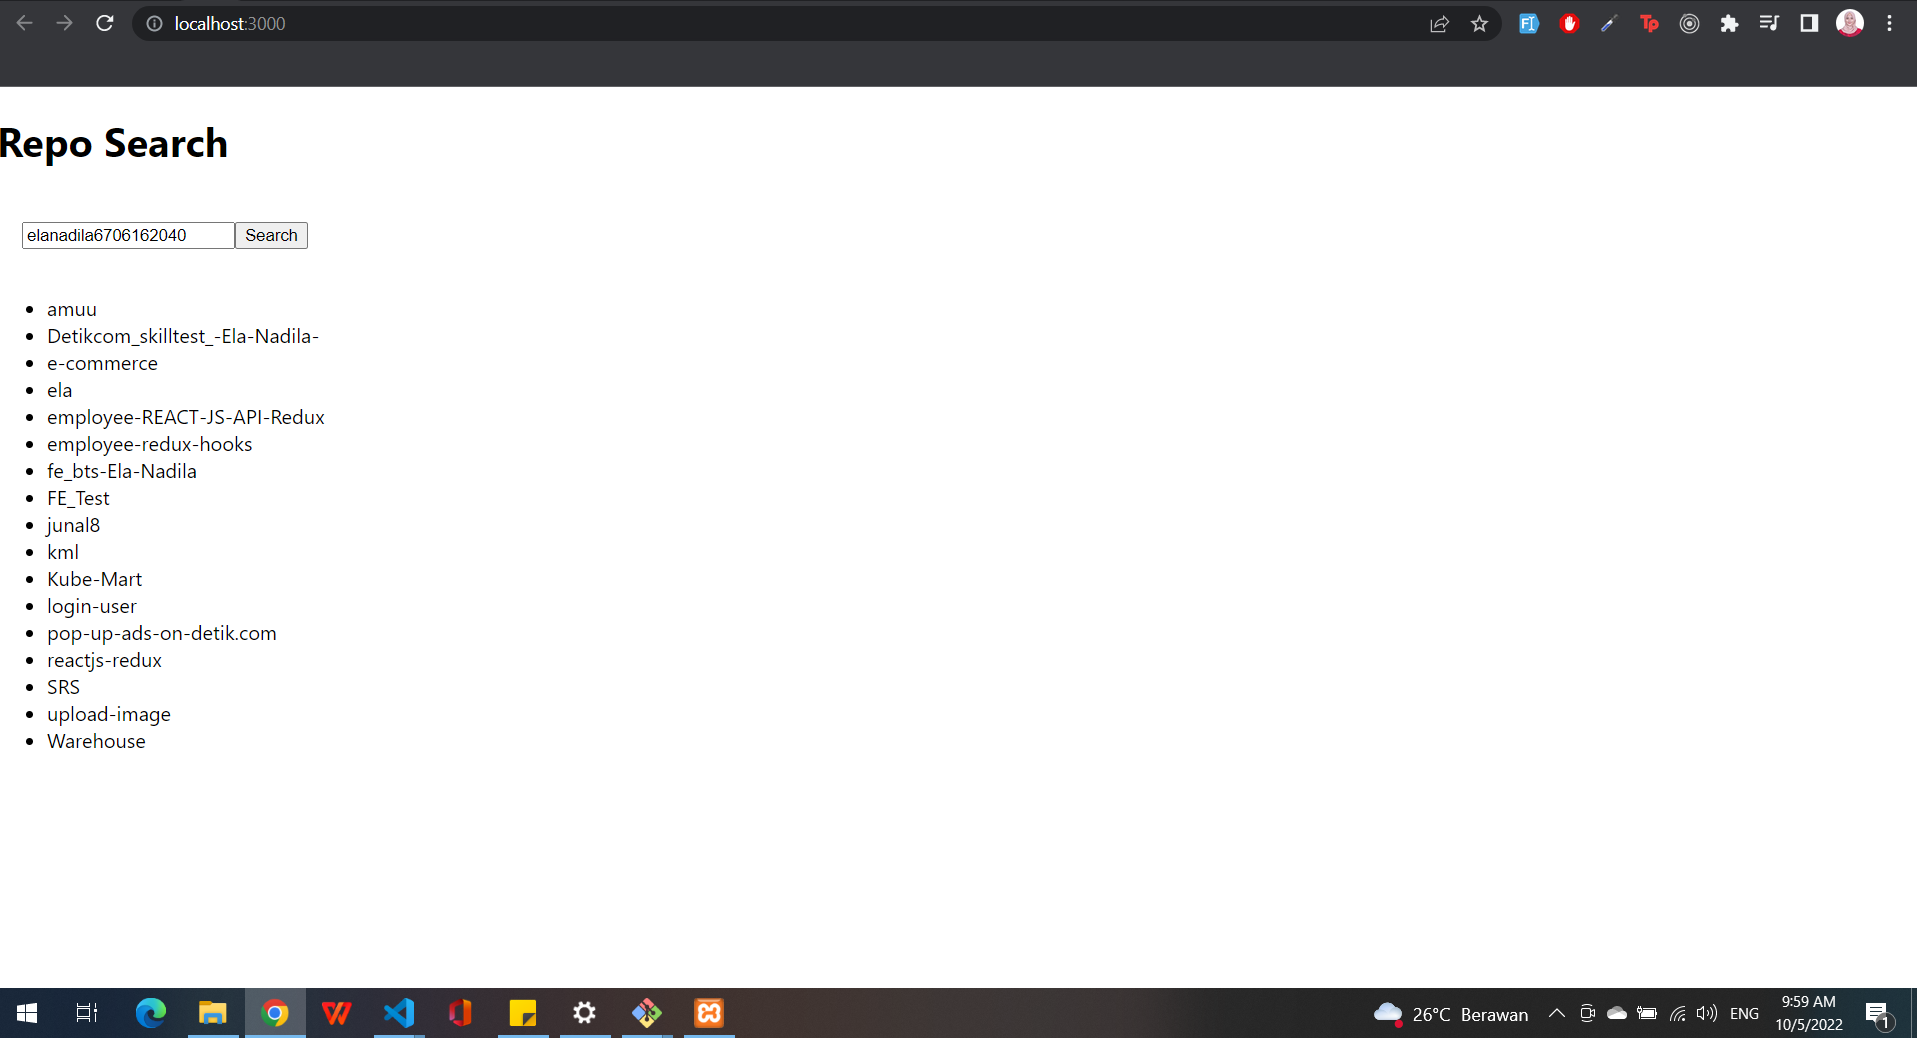 localhost:3000
Repo Search
elanadila6706162040 Search
amuu
Detikcom_skilltest_-Ela-Nadila-
e-commerce
ela
employee-REACT-JS-API-Redux
employee-redux-hooks
fe_bts-Ela-Nadila
FE_Test
junal8
kml
Kube-Mart
login-user
pop-up-ads-on-detik.com
reactjs-redux
SRS
upload-image
Warehouse
26°C Berawan ENG 9:59 AM
10/5/2022 1